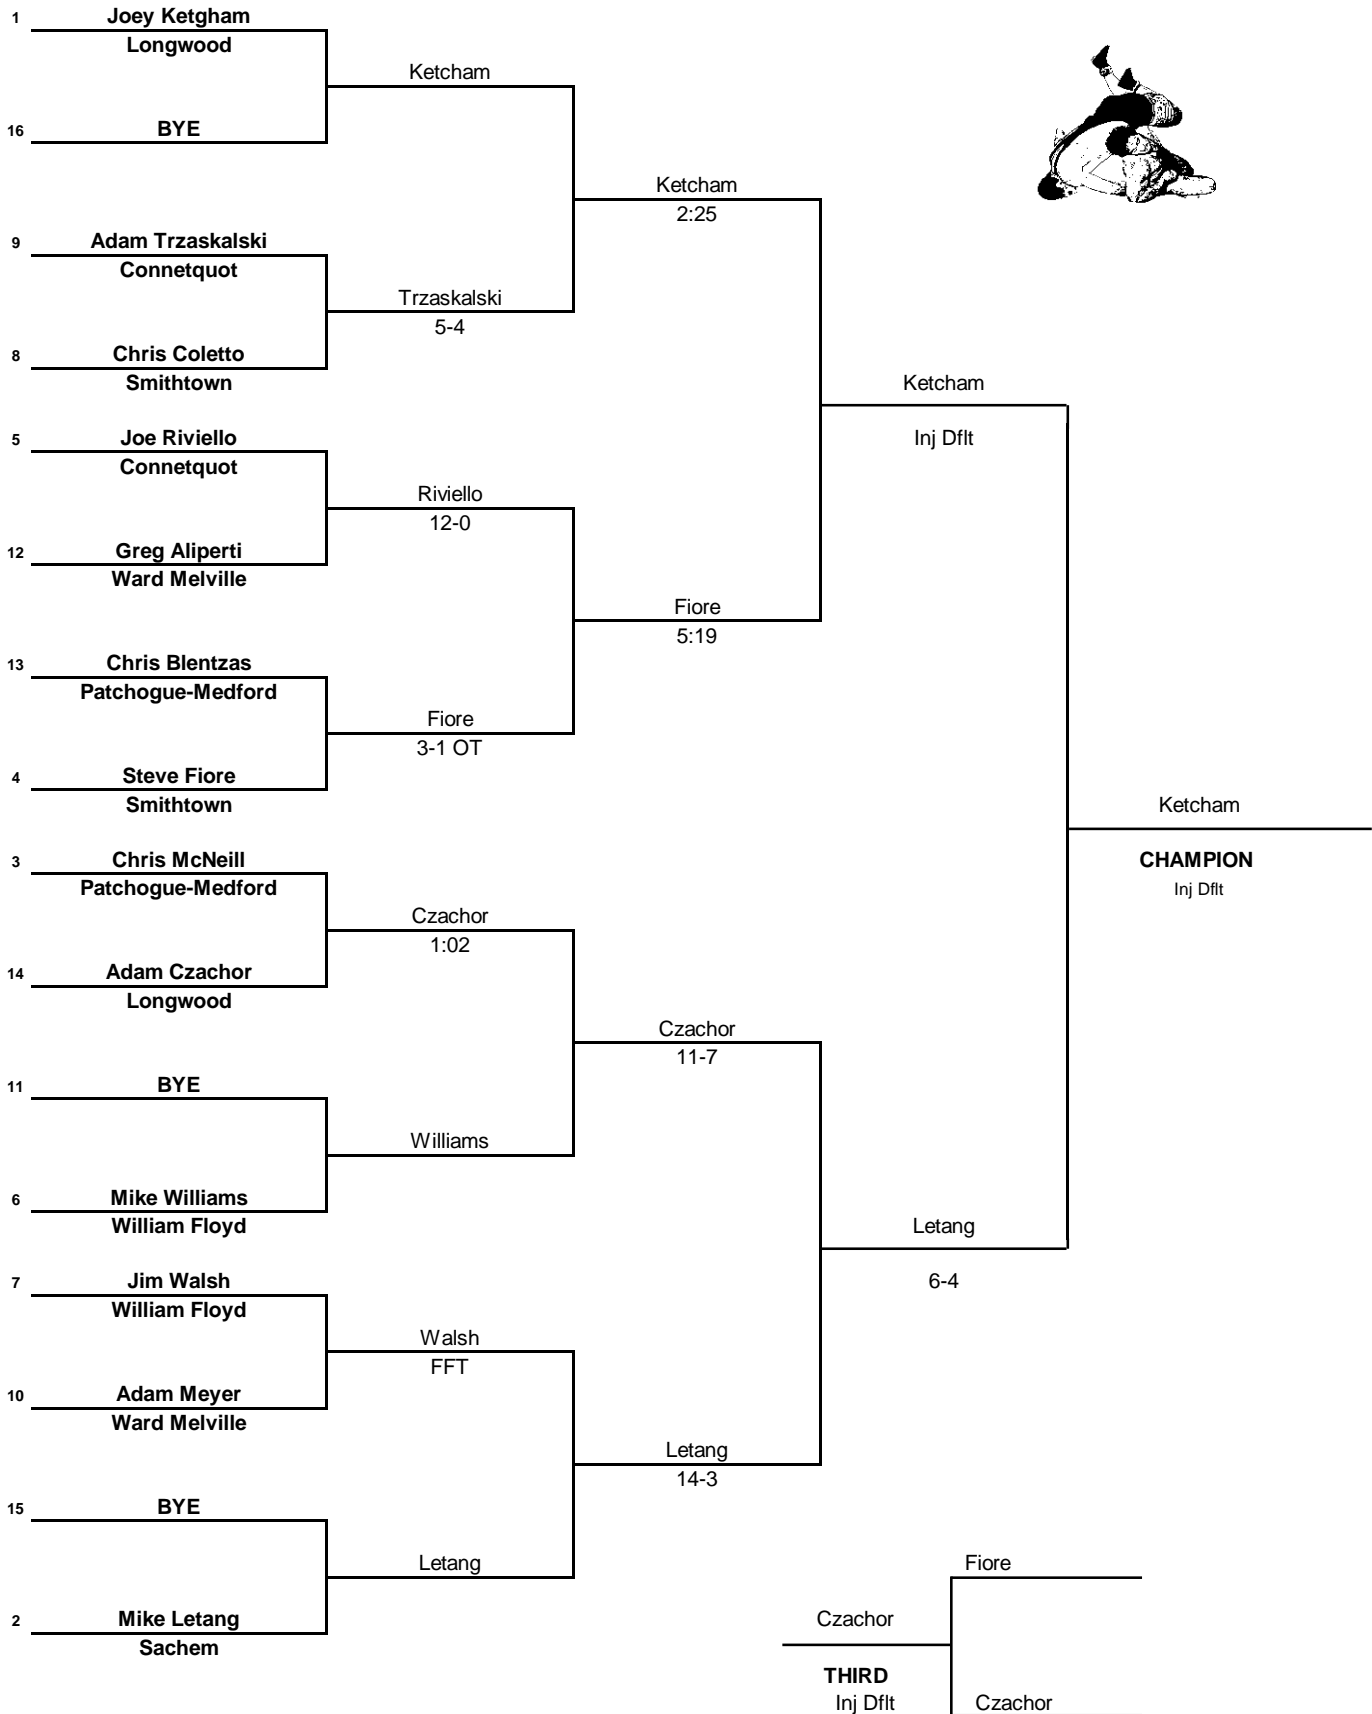 1 Joey Ketgham
Longwood
Ketcham
16 BYE
Ketcham
2:25
9 Adam Trzaskalski
Connetquot
Trzaskalski
5-4
8 Chris Coletto
Smithtown
Ketcham
Inj Dflt
5 Joe Riviello
Connetquot
Riviello
12-0
12 Greg Aliperti
Ward Melville
Fiore
5:19
13 Chris Blentzas
Patchogue-Medford
Fiore
3-1 OT
4 Steve Fiore
Smithtown
Ketcham
CHAMPION
Inj Dflt
3 Chris McNeill
Patchogue-Medford
Czachor
1:02
14 Adam Czachor
Longwood
Czachor
11-7
11 BYE
Williams
6 Mike Williams
William Floyd
Letang
6-4
7 Jim Walsh
William Floyd
Walsh
FFT
10 Adam Meyer
Ward Melville
Letang
14-3
15 BYE
Letang
2 Mike Letang
Sachem
Fiore
Czachor
THIRD
Inj Dflt
Czachor